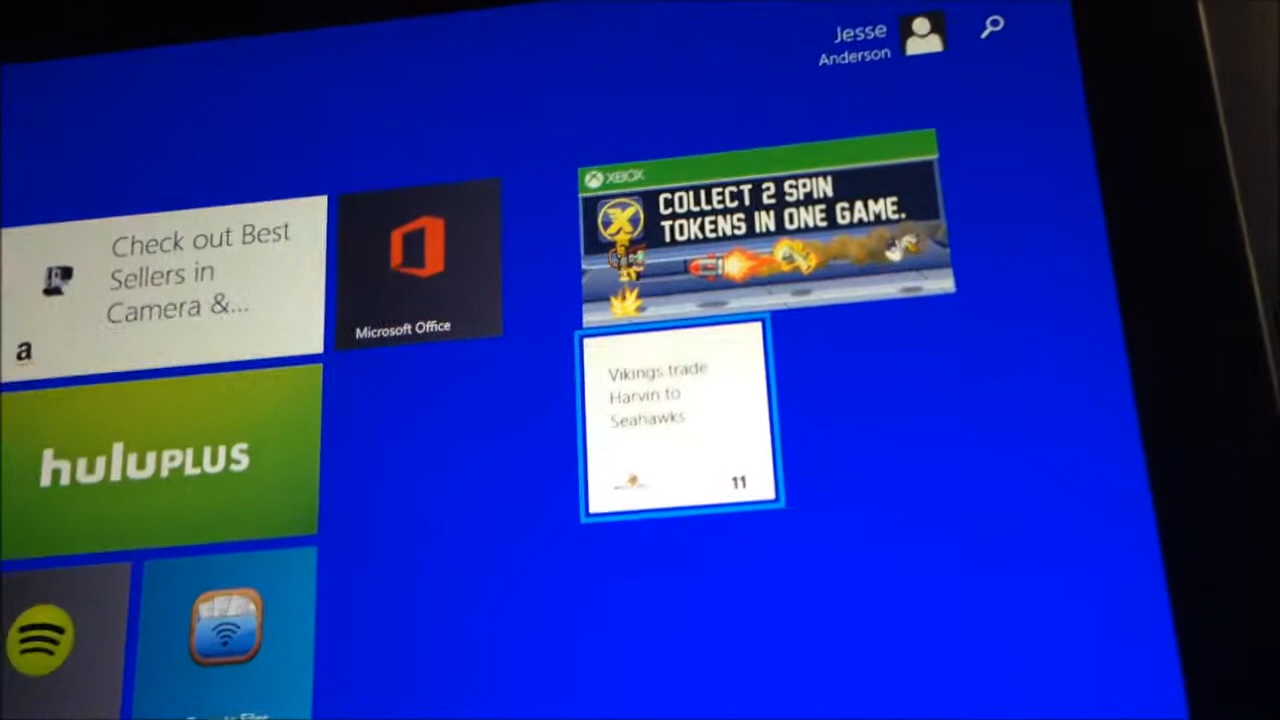 Jesse
Anderson
XBOX
COLLECT 2 SPIN
TOKENS IN ONE GAME.
Check out Best
Sellers in
Camera &...
a
Microsoft Office
Vikings trade
Harvin to
Seahawks
11
huluPLUS